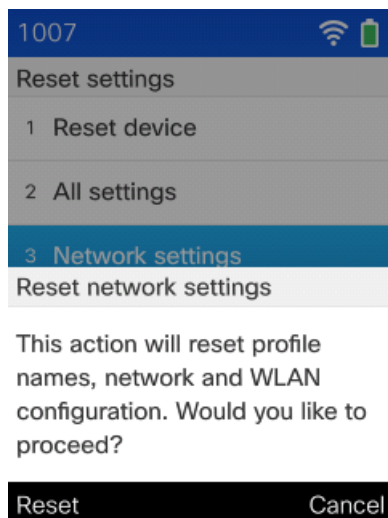 1007
Reset settings
1 Reset device
2 All settings
3 Network settings
Reset network settings
This action will reset profile
names, network and WLAN
configuration. Would you like to
proceed?
Reset Cancel